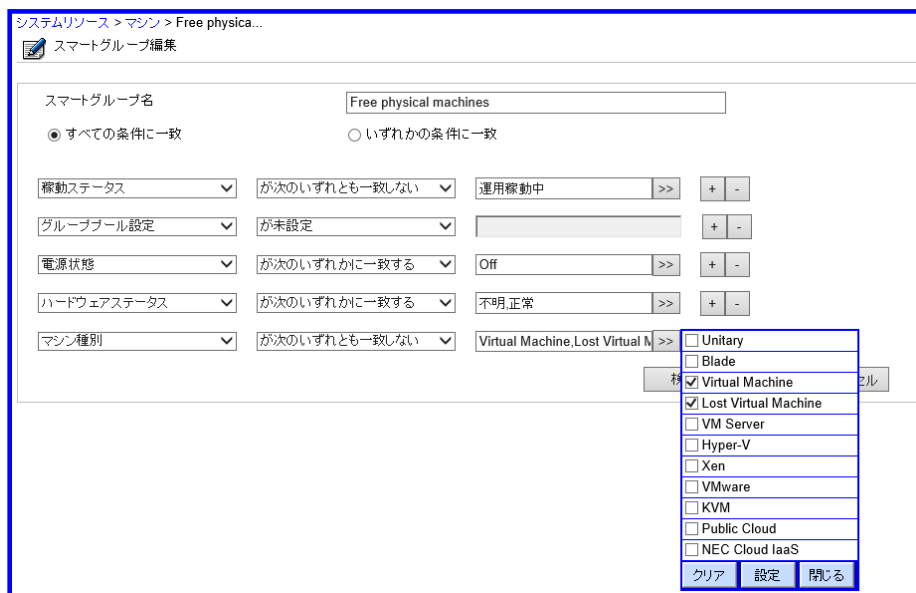 システムリソース > マシン > Free physica...
スマートグループ編集
スマートグループ名 Free physical machines
すべての条件に一致 いずれかの条件に一致
稼動ステータス が次のいずれとも一致しない 運用稼動中 >> + -
グループプール設定 が未設定 + -
電源状態 が次のいずれかに一致する Off >> + -
ハードウェアステータス が次のいずれかに一致する 不明,正常 >> + -
マシン種別 が次のいずれとも一致しない Virtual Machine,Lost Virtual M >>
Unitary
Blade
Virtual Machine
セル
Lost Virtual Machine
VM Server
Hyper-V
Xen
VMware
KVM
Public Cloud
NEC Cloud IaaS
クリア 設定 閉じる